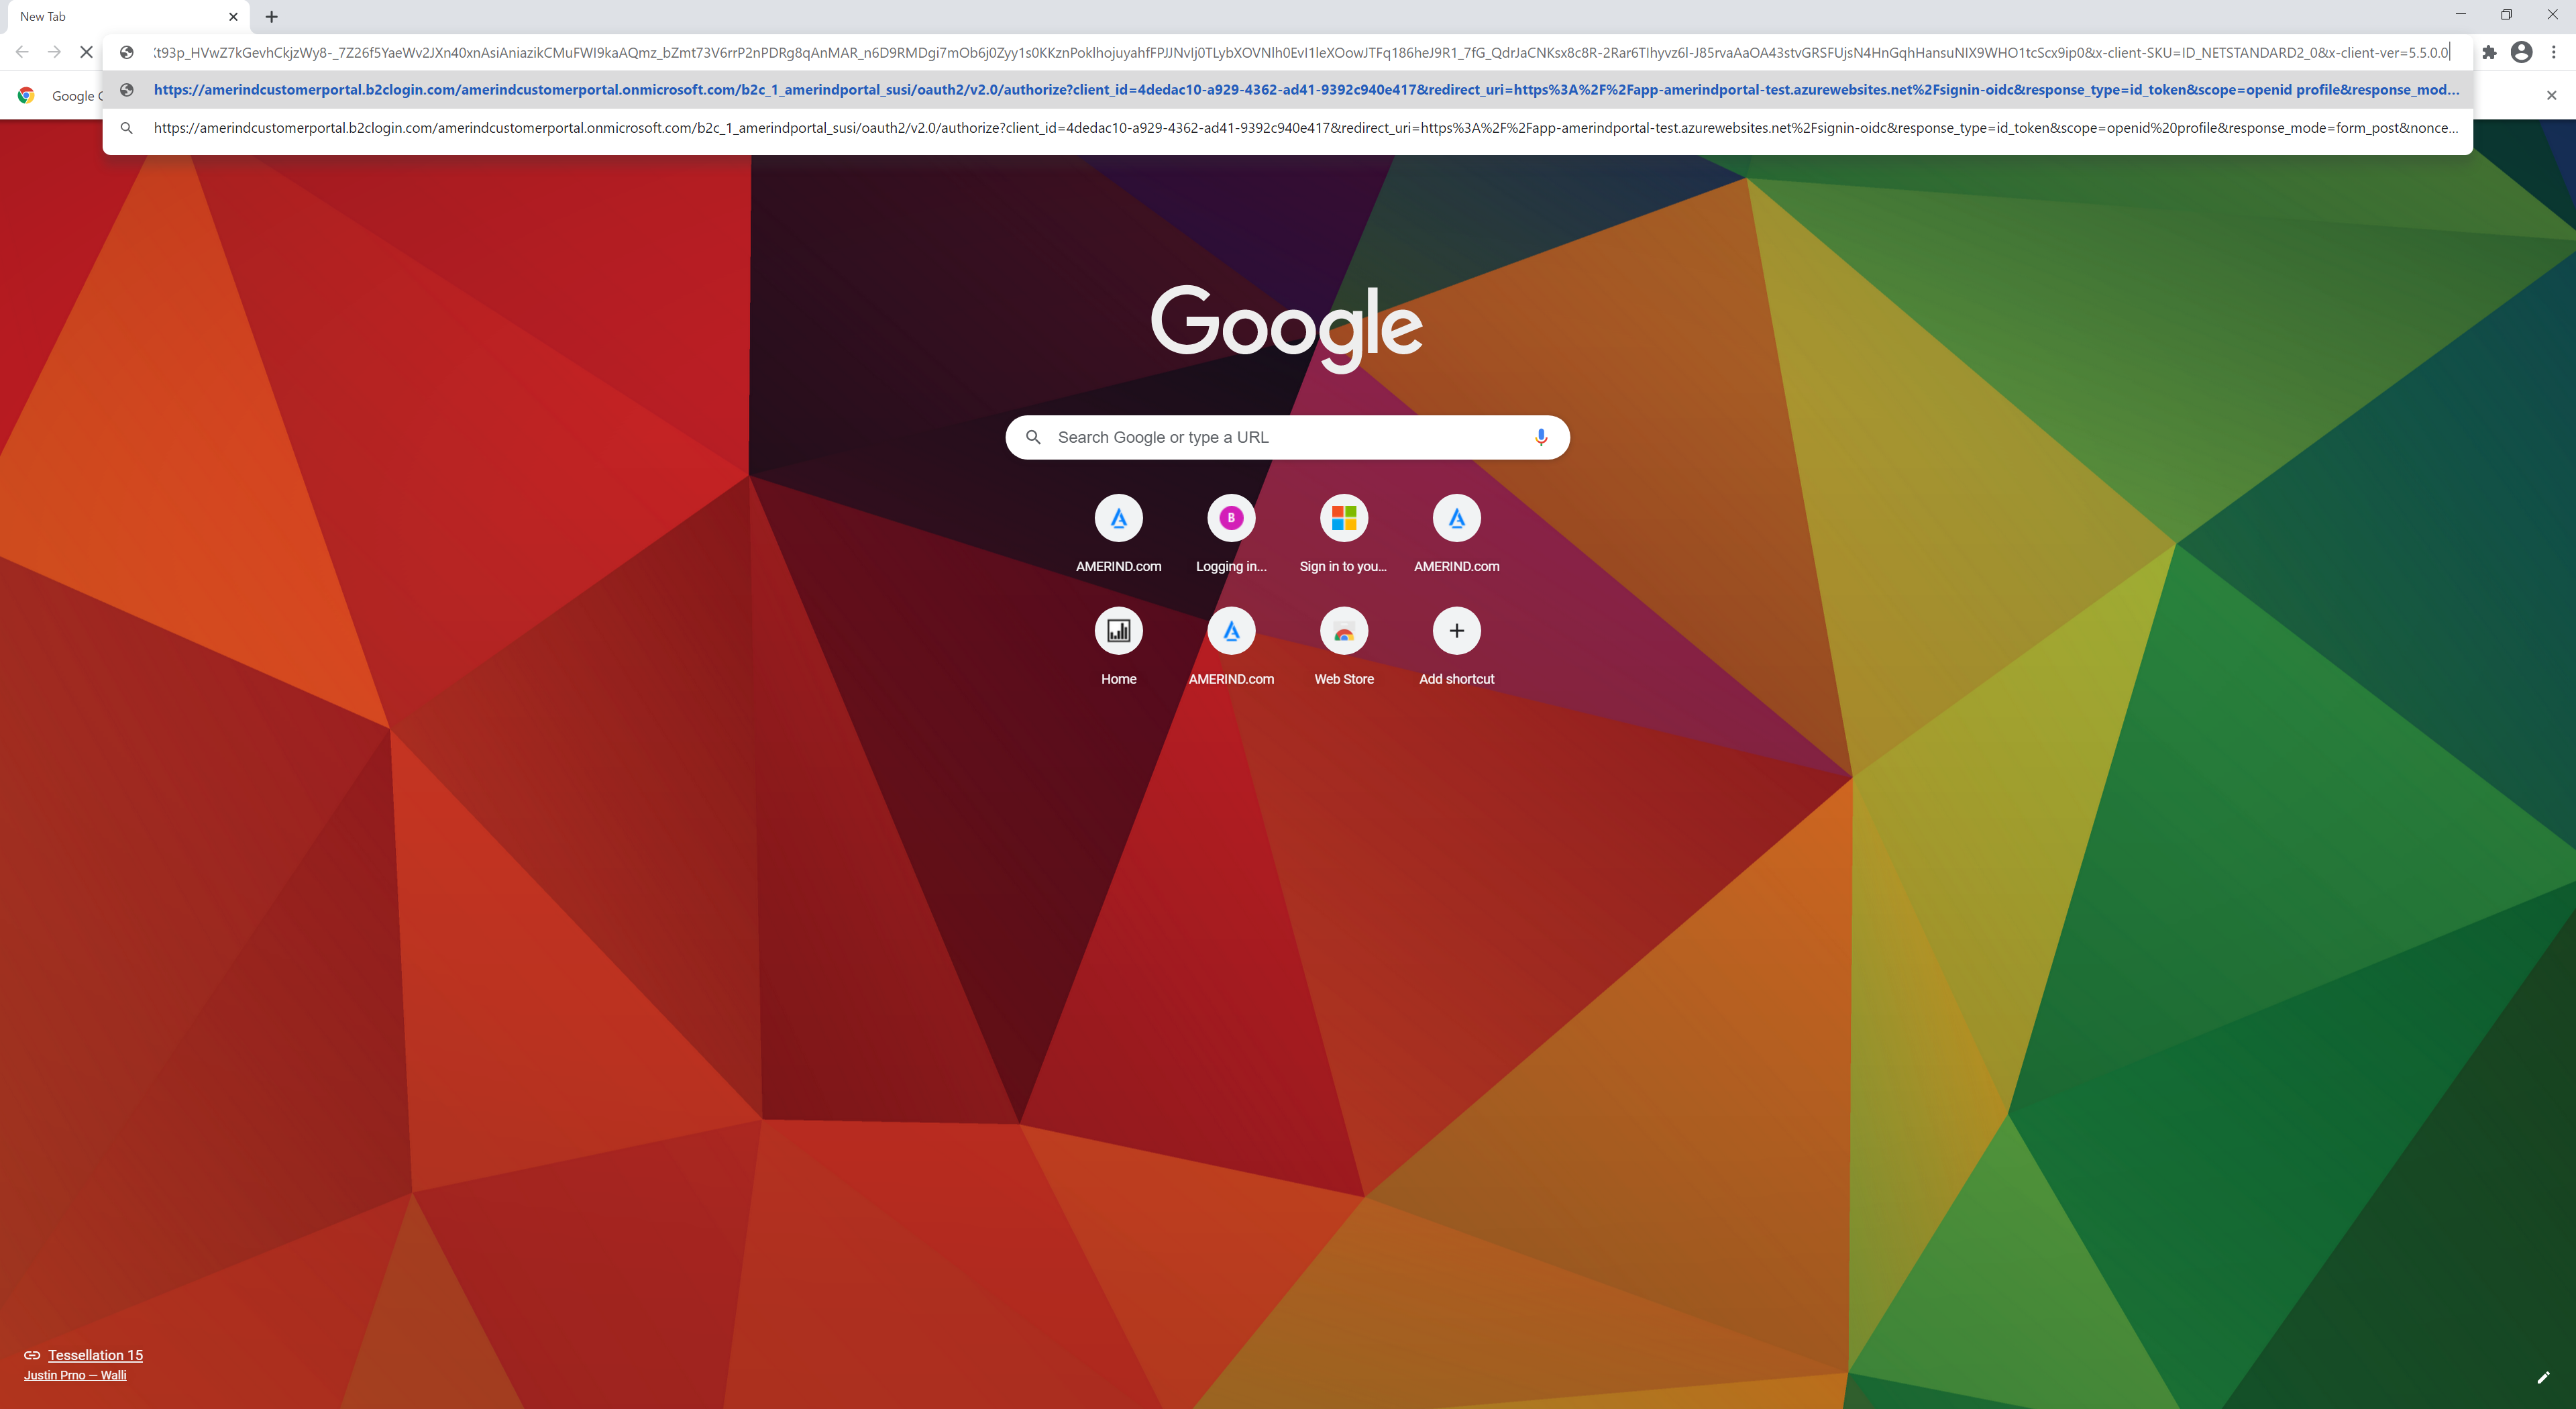 New Tab
t93p_HVwZ7kGevhCkjzWy8-_7Z26f5YaeWv2JXn40xnAsiAniazikCMuFWI9kaAQmz_bZmt73V6rrP2nPDRg8qAnMAR_n6D9RMDgi7mOb6j0Zyy1s0KKznPoklhojuyahfFPJJNvlj0TLybXOVNlh0EvI1leXOowJTFq186heJ9R1_7fG_QdrJaCNKsx8c8R-2Rar6TIhyvz6l-J85rvaAaOA43stvGRSFUjsN4HnGqhHansuNIX9WHO1tcScx9ip0&x-client-SKU=ID_NETSTANDARD2_0&x-client-ver=5.5.0.0
https://amerindcustomerportal.b2clogin.com/amerindcustomerportal.onmicrosoft.com/b2c_1_amerindportal_susi/oauth2/v2.0/authorize?client_id=4dedac10-a929-4362-ad41-9392c940e417&redirect_uri=https%3A%2F%2Fapp-amerindportal-test.azurewebsites.net%2Fsignin-oidc&response_type=id_token&scope=openid profile&response_mod...
Google
https://amerindcustomerportal.b2clogin.com/amerindcustomerportal.onmicrosoft.com/b2c_1_amerindportal_susi/oauth2/v2.0/authorize?client_id=4dedac10-a929-4362-ad41-9392c940e417&redirect_uri=https%3A%2F%2Fapp-amerindportal-test.azurewebsites.net%2Fsignin-oidc&response_type=id_token&scope=openid%20profile&response_mode=form_post&nonce...
Google
Search Google or type a URL
AMERIND.com
B
Logging in...
Sign in to you...
AMERIND.com
Home
AMERIND.com
Web Store
Add shortcut
Tessellation 15
Justin Prno — Walli